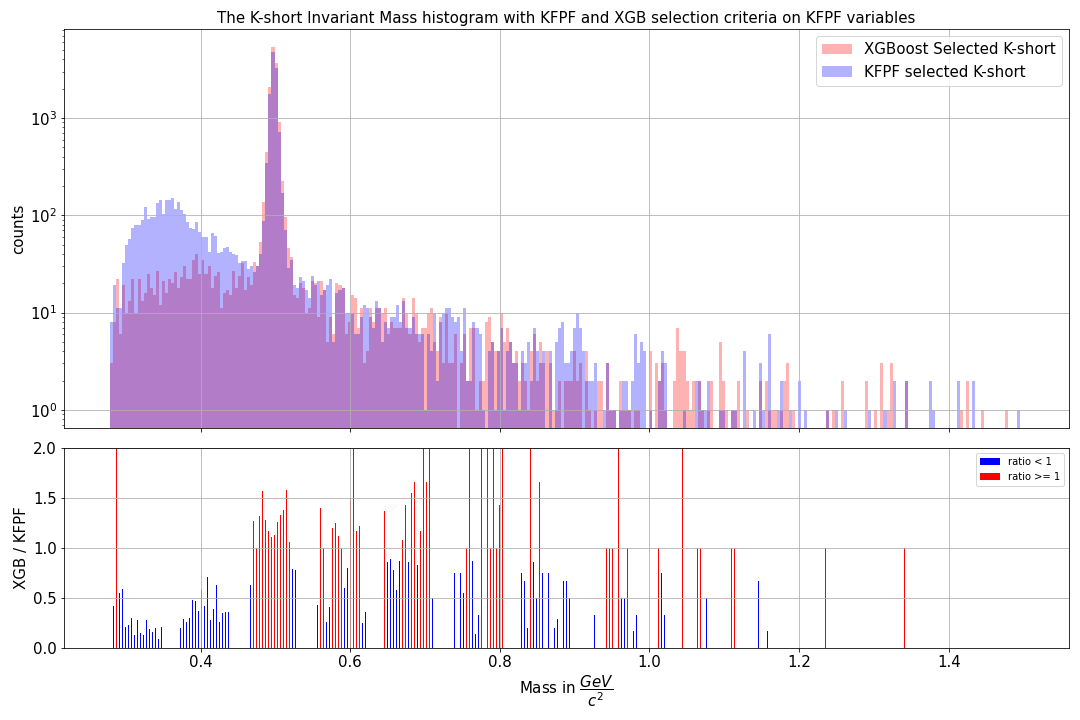 The K-short Invariant Mass histogram with KFPF and XGB selection criteria on KFPF variables
XGBoost Selected K-short
KFPF selected K-short
counts
10³
10²
10¹
10⁰
ratio < 1
ratio >= 1
XGB / KFPF
2.0
1.5
1.0
0.5
0.0
0.4 0.6 0.8 1.0 1.2 1.4
Mass in GeV/c²